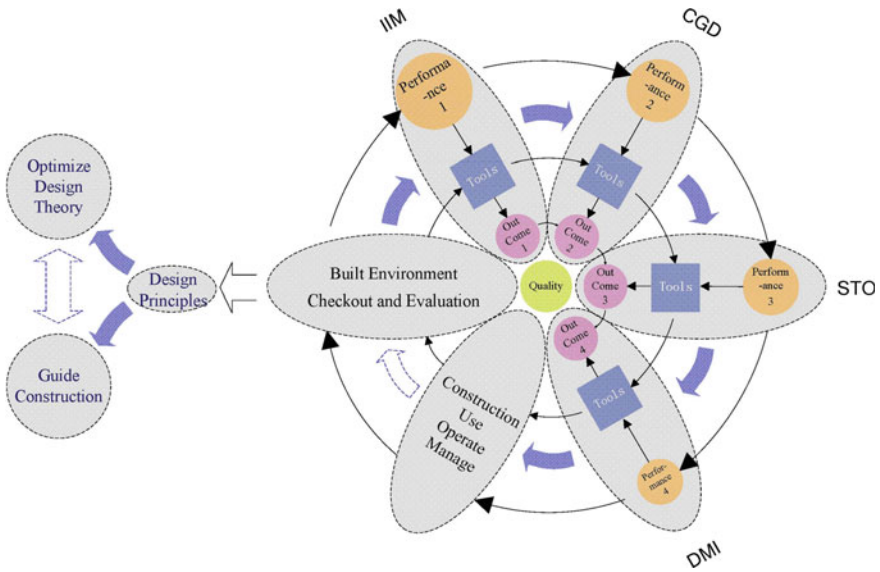 IIM
CGD
STO
DMI
Performa
-nce
1
Tools
Out
Come
1
Perform
-ance
2
Tools
Out
Come
2
Perform
-ance
3
Tools
Out
Come
3
Perfor-
mance
4
Tools
Out
Come
4
Quality
Construction
Use
Operate
Manage
Built Environment
Checkout and Evaluation
Design
Principles
Optimize
Design
Theory
Guide
Construction